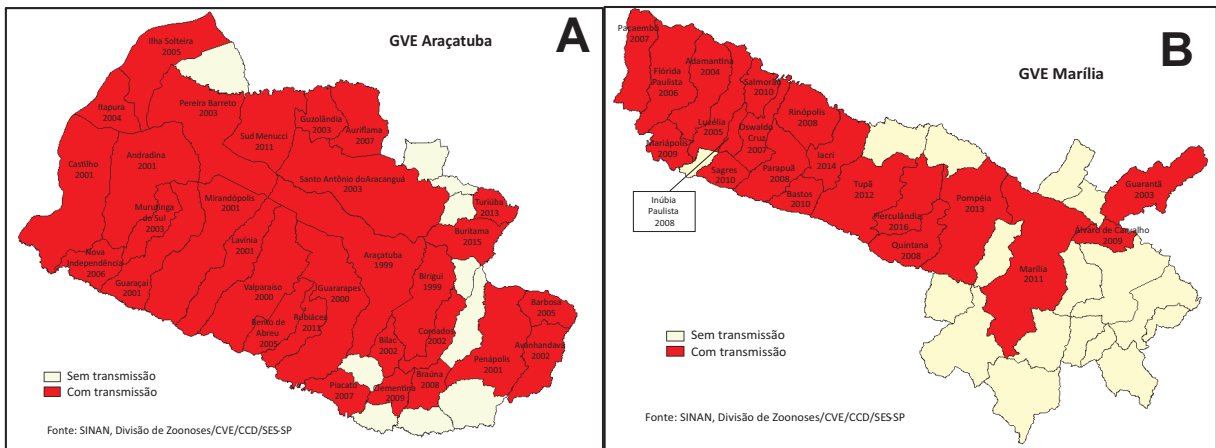 A
GVE Araçatuba
Ilha Solteira
2005
Itapura
2004
Pereira Barreto
2003
Sud Menucci
2011
Guzolândia
2003
Auriflama
2007
Castilho
2001
Andradina
2001
Santo Antônio doAracanguá
2003
Murutinga
do Sul
2003
Mirandópolis
2001
Turiúba
2013
Buritama
2015
Nova
Independência
2006
Lavínia
2001
Araçatuba
1999
Birigui
1999
Guaraçaí
2001
Valparaíso
2000
Guararapes
2000
Barbosa
2005
Bento de
Abreu
2005
Rubiácea
2011
Bilac
2002
Coroados
2002
Avanhandava
2002
Penápolis
2001
Piacatu
2007
Clementina
2009
Braúna
2008
Sem transmissão
Com transmissão
Fonte: SINAN, Divisão de Zoonoses/CVE/CCD/SES-SP
B
GVE Marília
Pacaembú
2007
Flórida
Paulista
2006
Adamantina
2004
Salmorão
2010
Rinópolis
2008
Lucélia
2005
Oswaldo
Cruz
2007
Mariápolis
2009
Iacri
2014
Sagres
2010
Parapuã
2008
Bastos
2010
Tupã
2012
Inúbia
Paulista
2008
Herculândia
2016
Quintana
2008
Pompéia
2013
Guarantã
2003
Álvaro de Carvalho
2009
Marília
2011
Sem transmissão
Com transmissão
Fonte: SINAN, Divisão de Zoonoses/CVE/CCD/SES-SP